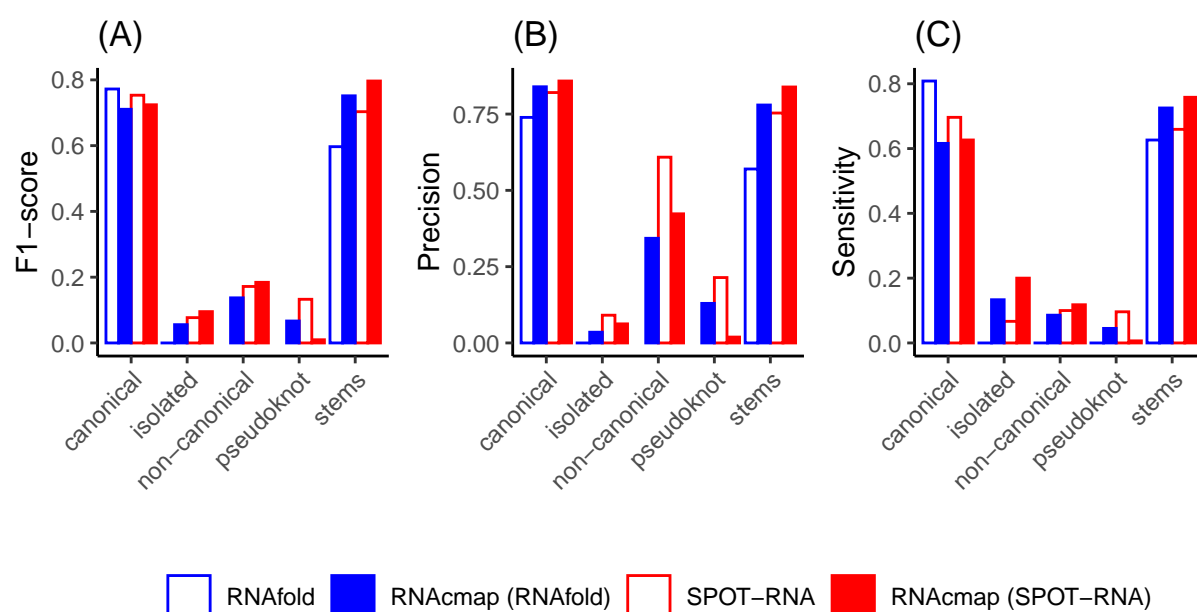 (A)
(B)
(C)
F1−score
0.8
0.6
0.4
0.2
0.0
canonical
isolated
non−canonical
pseudoknot
stems
Precision
0.75
0.50
0.25
0.00
canonical
isolated
non−canonical
pseudoknot
stems
Sensitivity
0.8
0.6
0.4
0.2
0.0
canonical
isolated
non−canonical
pseudoknot
stems
RNAfold RNAcmap (RNAfold) SPOT−RNA RNAcmap (SPOT−RNA)